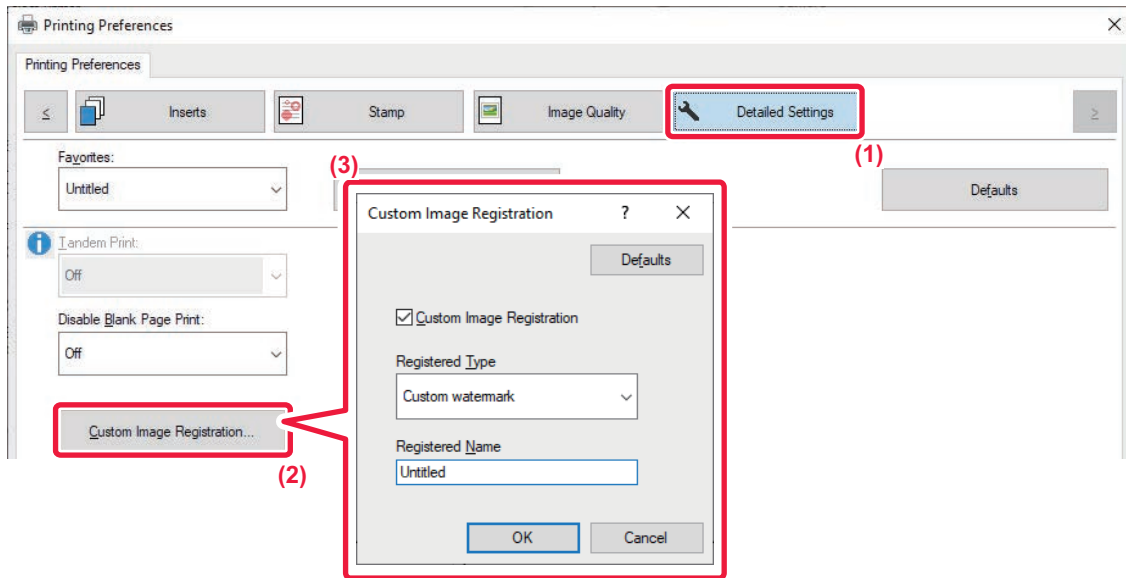 Printing Preferences
Printing Preferences
≤ Inserts Stamp Image Quality Detailed Settings ≥
(1)
Favorites:
Untitled
(3)
Defaults
Custom Image Registration ? ×
Defaults
Tandem Print:
Off
Custom Image Registration
Disable Blank Page Print:
Off
Registered Type
Custom watermark
Custom Image Registration...
Registered Name
Untitled
(2)
OK Cancel